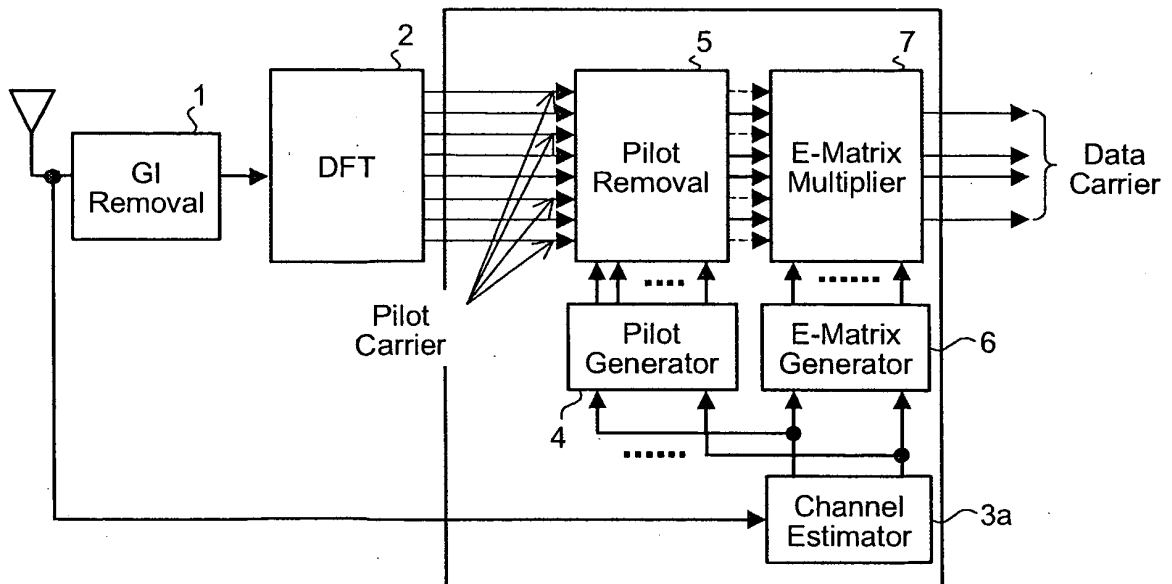 1
GI
Removal
2
DFT
Pilot
Carrier
5
Pilot
Removal
7
E-Matrix
Multiplier
Data
Carrier
Pilot
Generator
4
E-Matrix
Generator
6
Channel
Estimator
3a